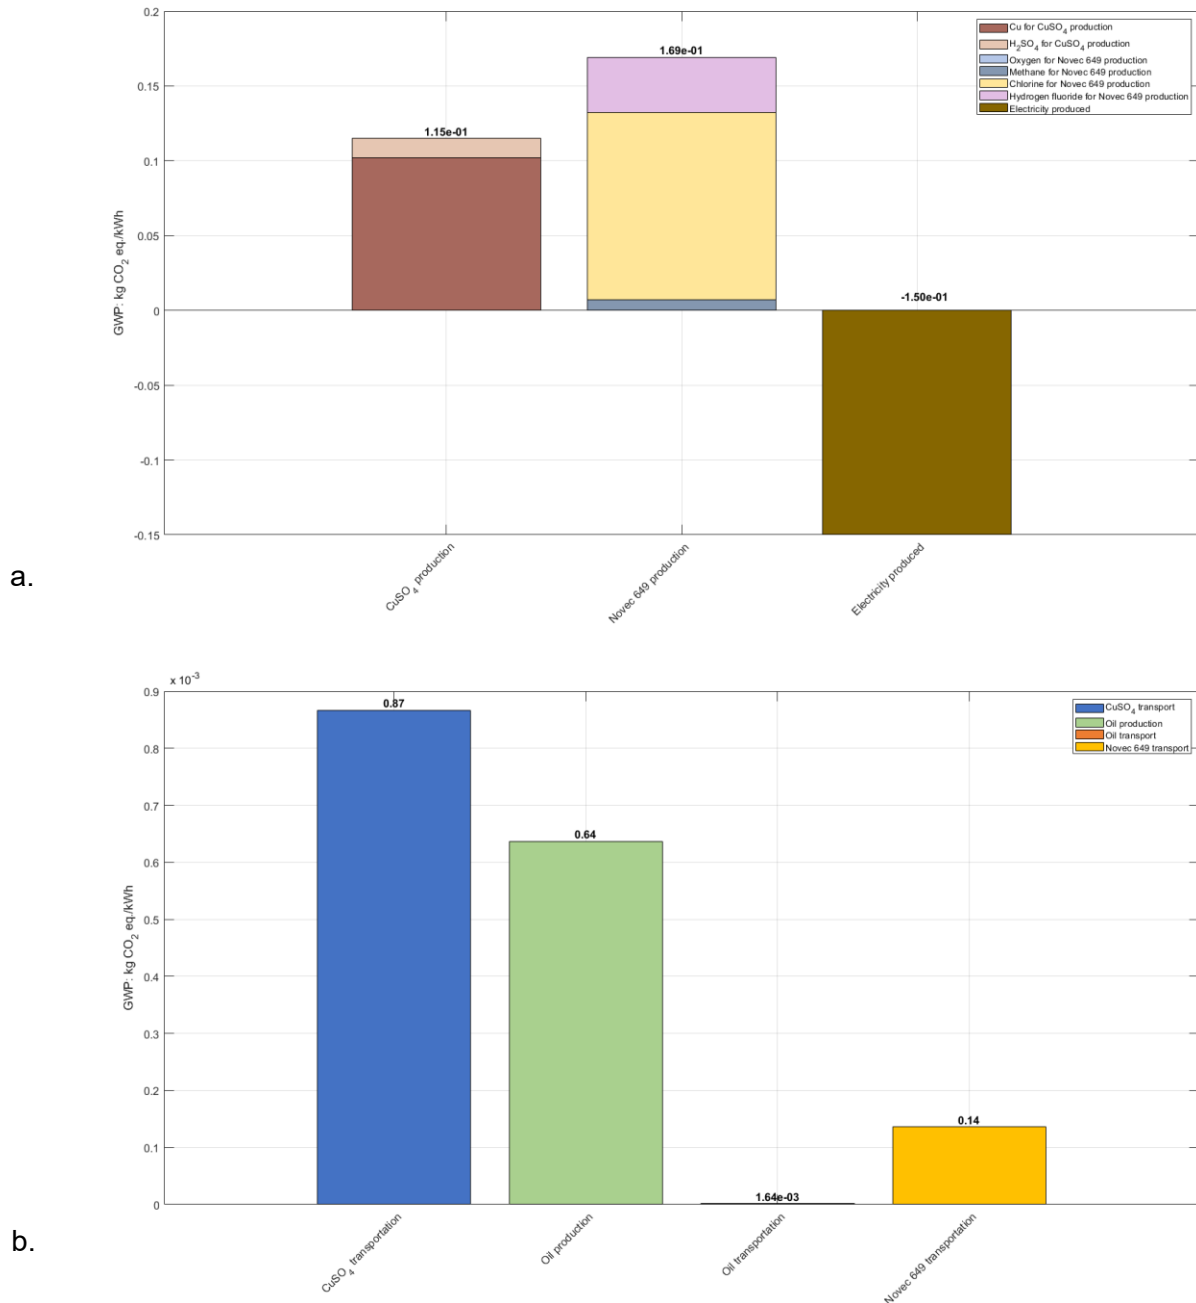 0.2
0.15
0.1
0.05
0
-0.05
-0.1
-0.15
GWP: kg CO2 eq./kWh
1.15e-01
1.69e-01
-1.50e-01
Cu for CuSO4 production
H2SO4 for CuSO4 production
Oxygen for Novec 649 production
Methane for Novec 649 production
Chlorine for Novec 649 production
Hydrogen fluoride for Novec 649 production
Electricity produced
CuSO4 production
Novec 649 production
Electricity produced
a.
x 10-3
0.9
0.8
0.7
0.6
0.5
0.4
0.3
0.2
0.1
0
GWP: kg CO2 eq./kWh
0.87
0.64
1.64e-03
0.14
CuSO4 transport
Oil production
Oil transport
Novec 649 transport
CuSO4 transportation
Oil production
Oil transportation
Novec 649 transportation
b.